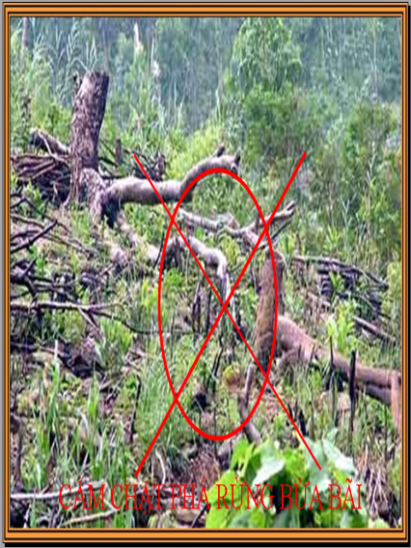 CẤM CHẶT PHÁ RỪNG BỪA BÃI